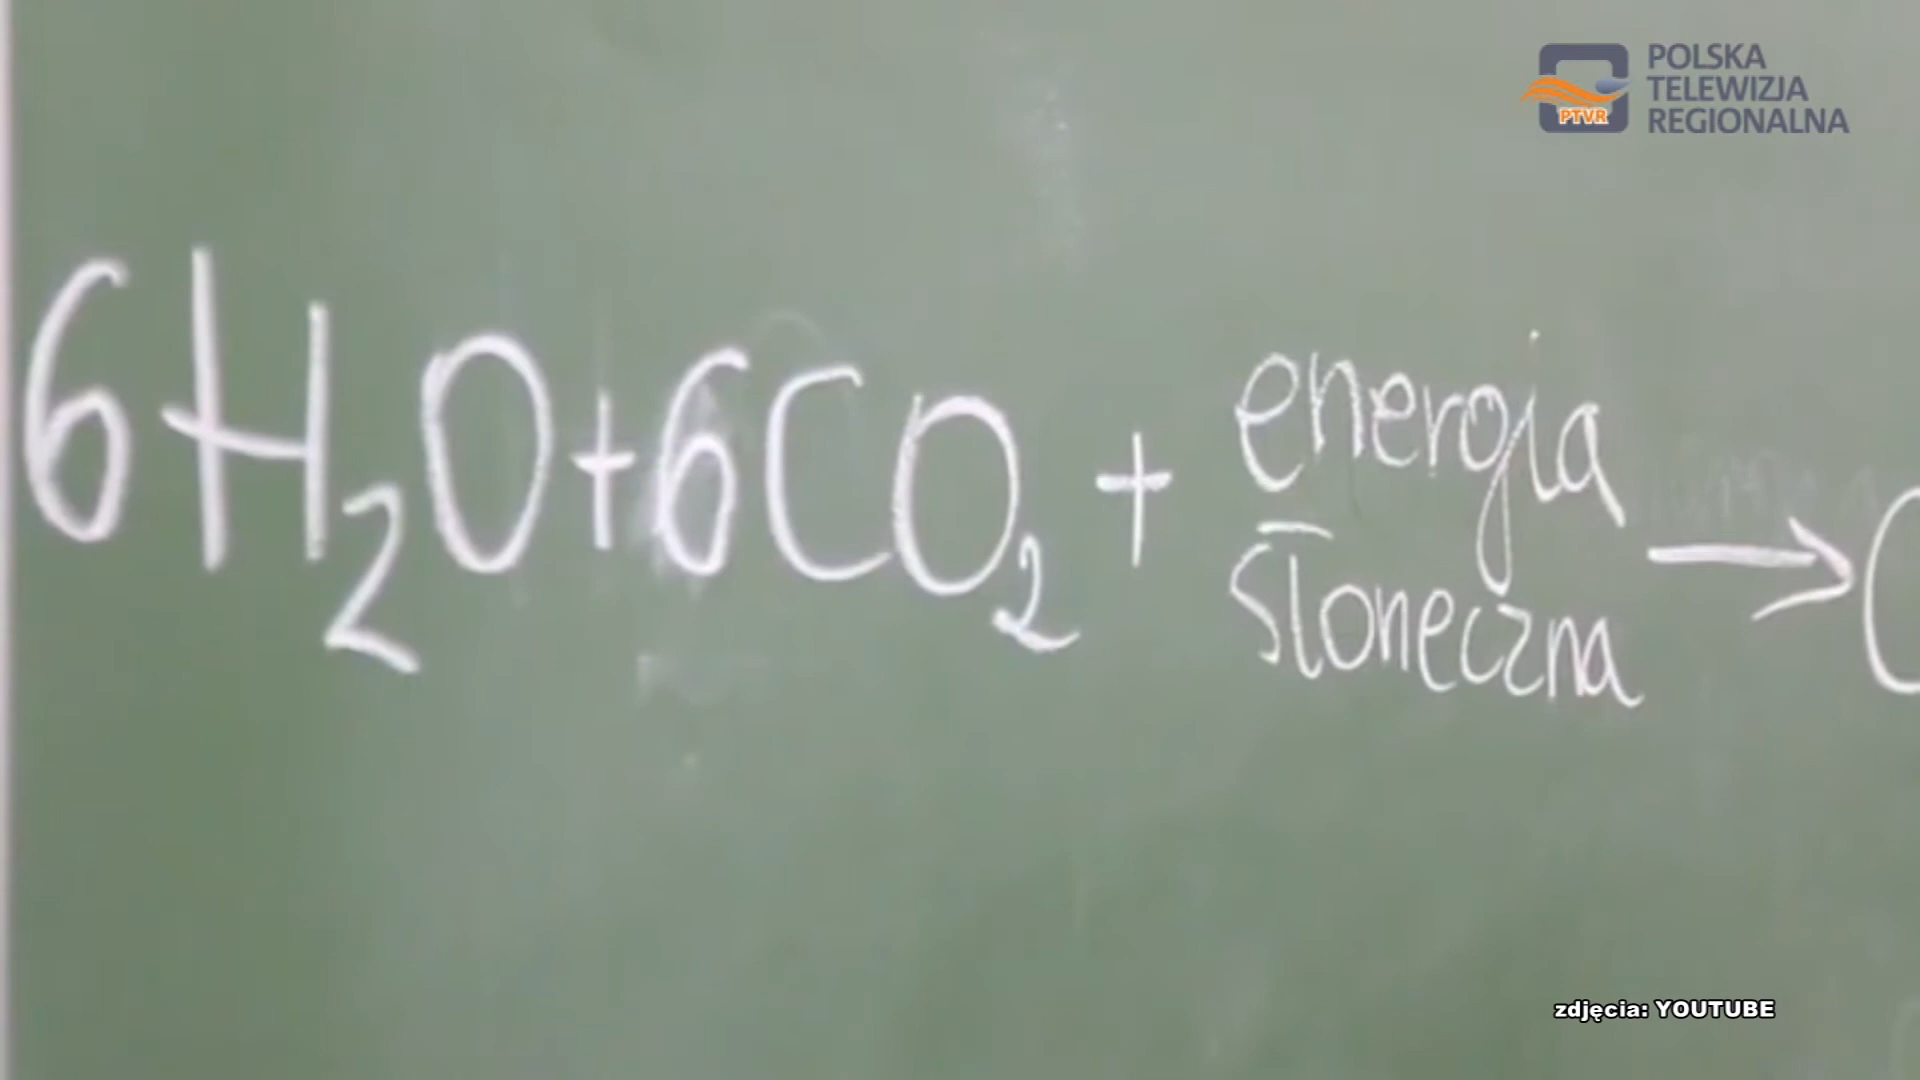 POLSKA
TELEWIZJA
REGIONALNA
PTVR
6H₂O+6CO₂ + energia słoneczna → C
zdjęcia: YOUTUBE